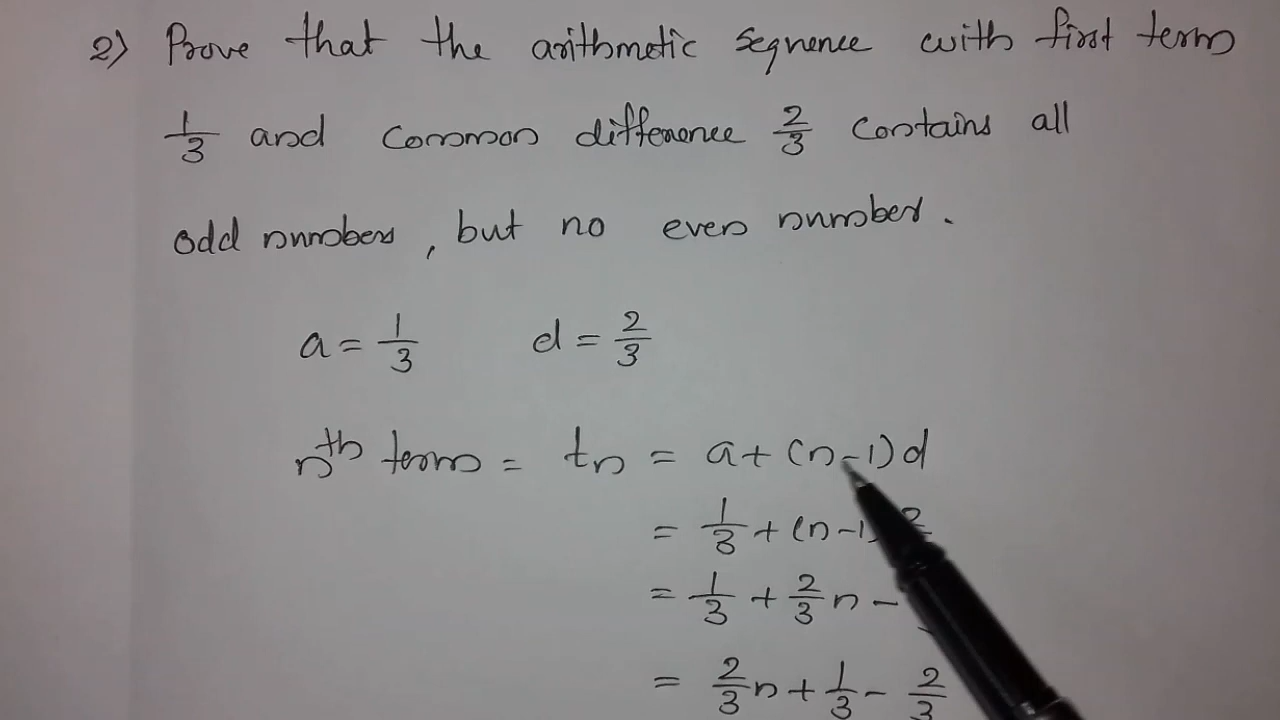 2) Prove that the arithmetic sequence with first term
1/3 and common difference 2/3 contains all
odd numbers, but no even number.
a = 1/3 d = 2/3
nth term = tn = a + (n-1)d
= 1/3 + (n-1)
= 1/3 + 2/3 n -
= 2/3 n + 1/3 - 2/3